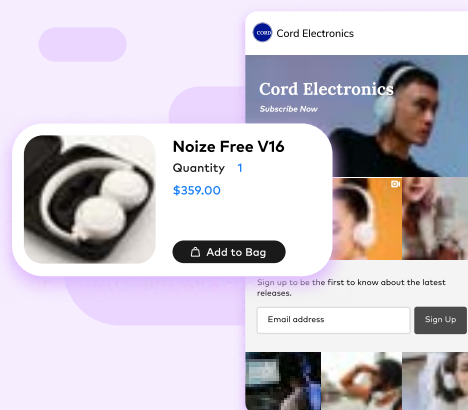 CORD
Cord Electronics
Cord Electronics
Subscribe Now
Noize Free V16
Quantity 1
$359.00
Add to Bag
Sign up to be the first to know about the latest
releases.
Email address
Sign Up